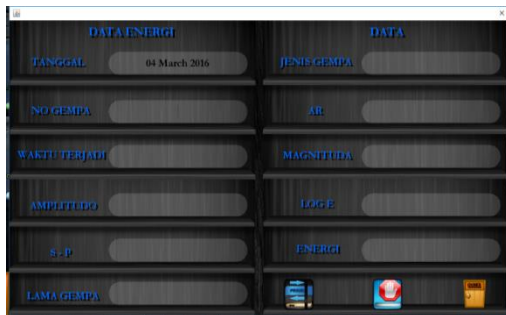 DATA ENERGI
TANGGAL
04 March 2016
NO GEMPA
WAKTU TERJADI
AMPLITUDO
S - P
LAMA GEMPA
DATA
JENIS GEMPA
AR
MAGNITUDA
LOG E
ENERGI